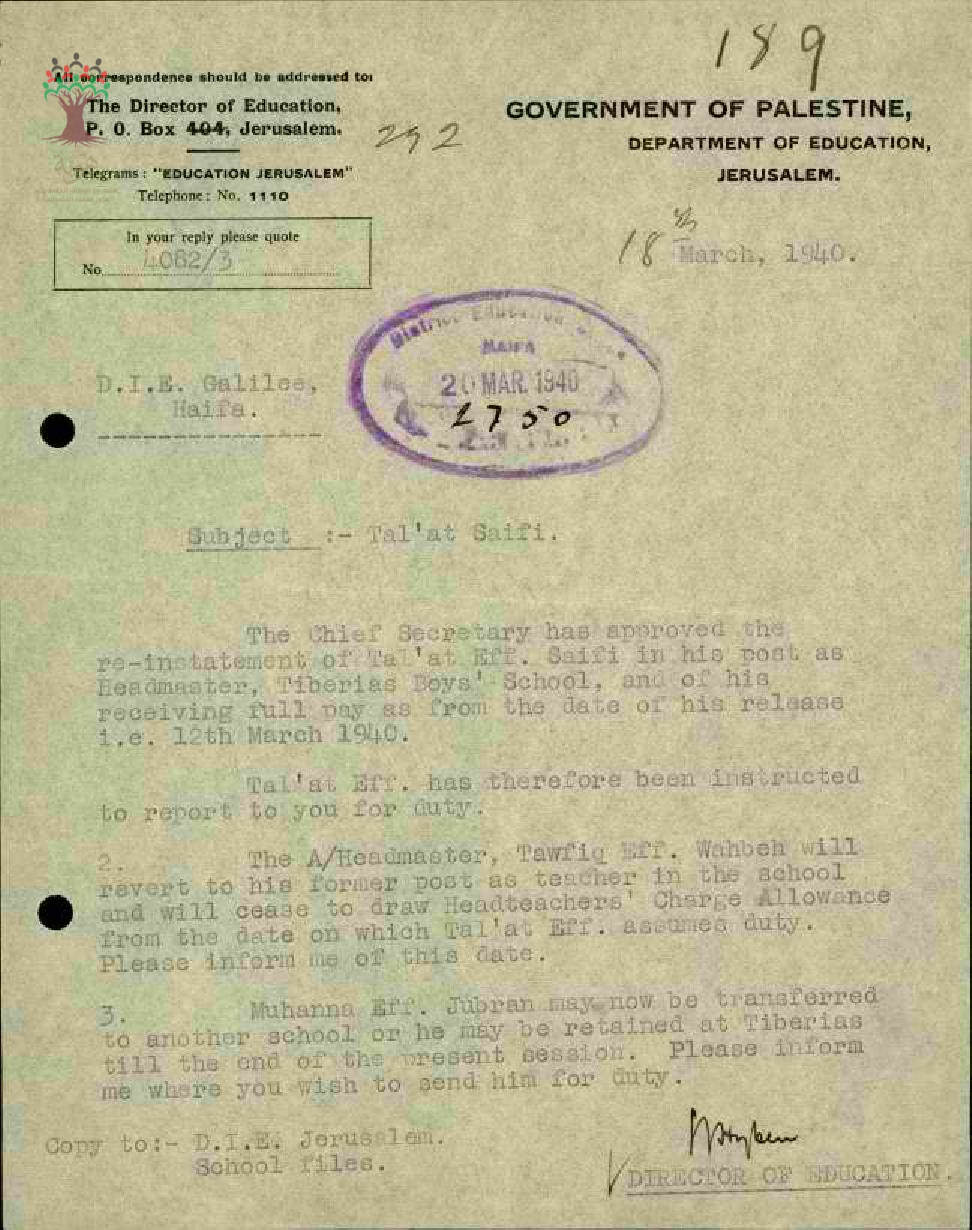 189
All correspondence should be addressed to:
The Director of Education,
P. O. Box 404, Jerusalem.
292
Telegrams : "EDUCATION JERUSALEM"
Telephone : No. 1110
In your reply please quote
No. 4082/3
GOVERNMENT OF PALESTINE,
DEPARTMENT OF EDUCATION,
JERUSALEM.
18th March, 1940.
District Education
HAIFA
20 MAR. 1940
2750
D.I.E. Galilee,
Haifa.
Subject :- Tal'at Saifi.
The Chief Secretary has approved the
re-instatement of Tal'at Eff. Saifi in his post as
Headmaster, Tiberias Boys' School, and of his
receiving full pay as from the date of his release
i.e. 12th March 1940.
Tal'at Eff. has therefore been instructed
to report to you for duty.
2. The A/Headmaster, Tawfiq Eff. Wahbeh will
revert to his former post as teacher in the school
and will cease to draw Headteachers' Charge Allowance
from the date on which Tal'at Eff. assumes duty.
Please inform me of this date.
3. Muhanna Eff. Jubran may now be transferred
to another school or he may be retained at Tiberias
till the end of the present session. Please inform
me where you wish to send him for duty.
Copy to:- D.I.E. Jerusalem.
School files.
DIRECTOR OF EDUCATION.